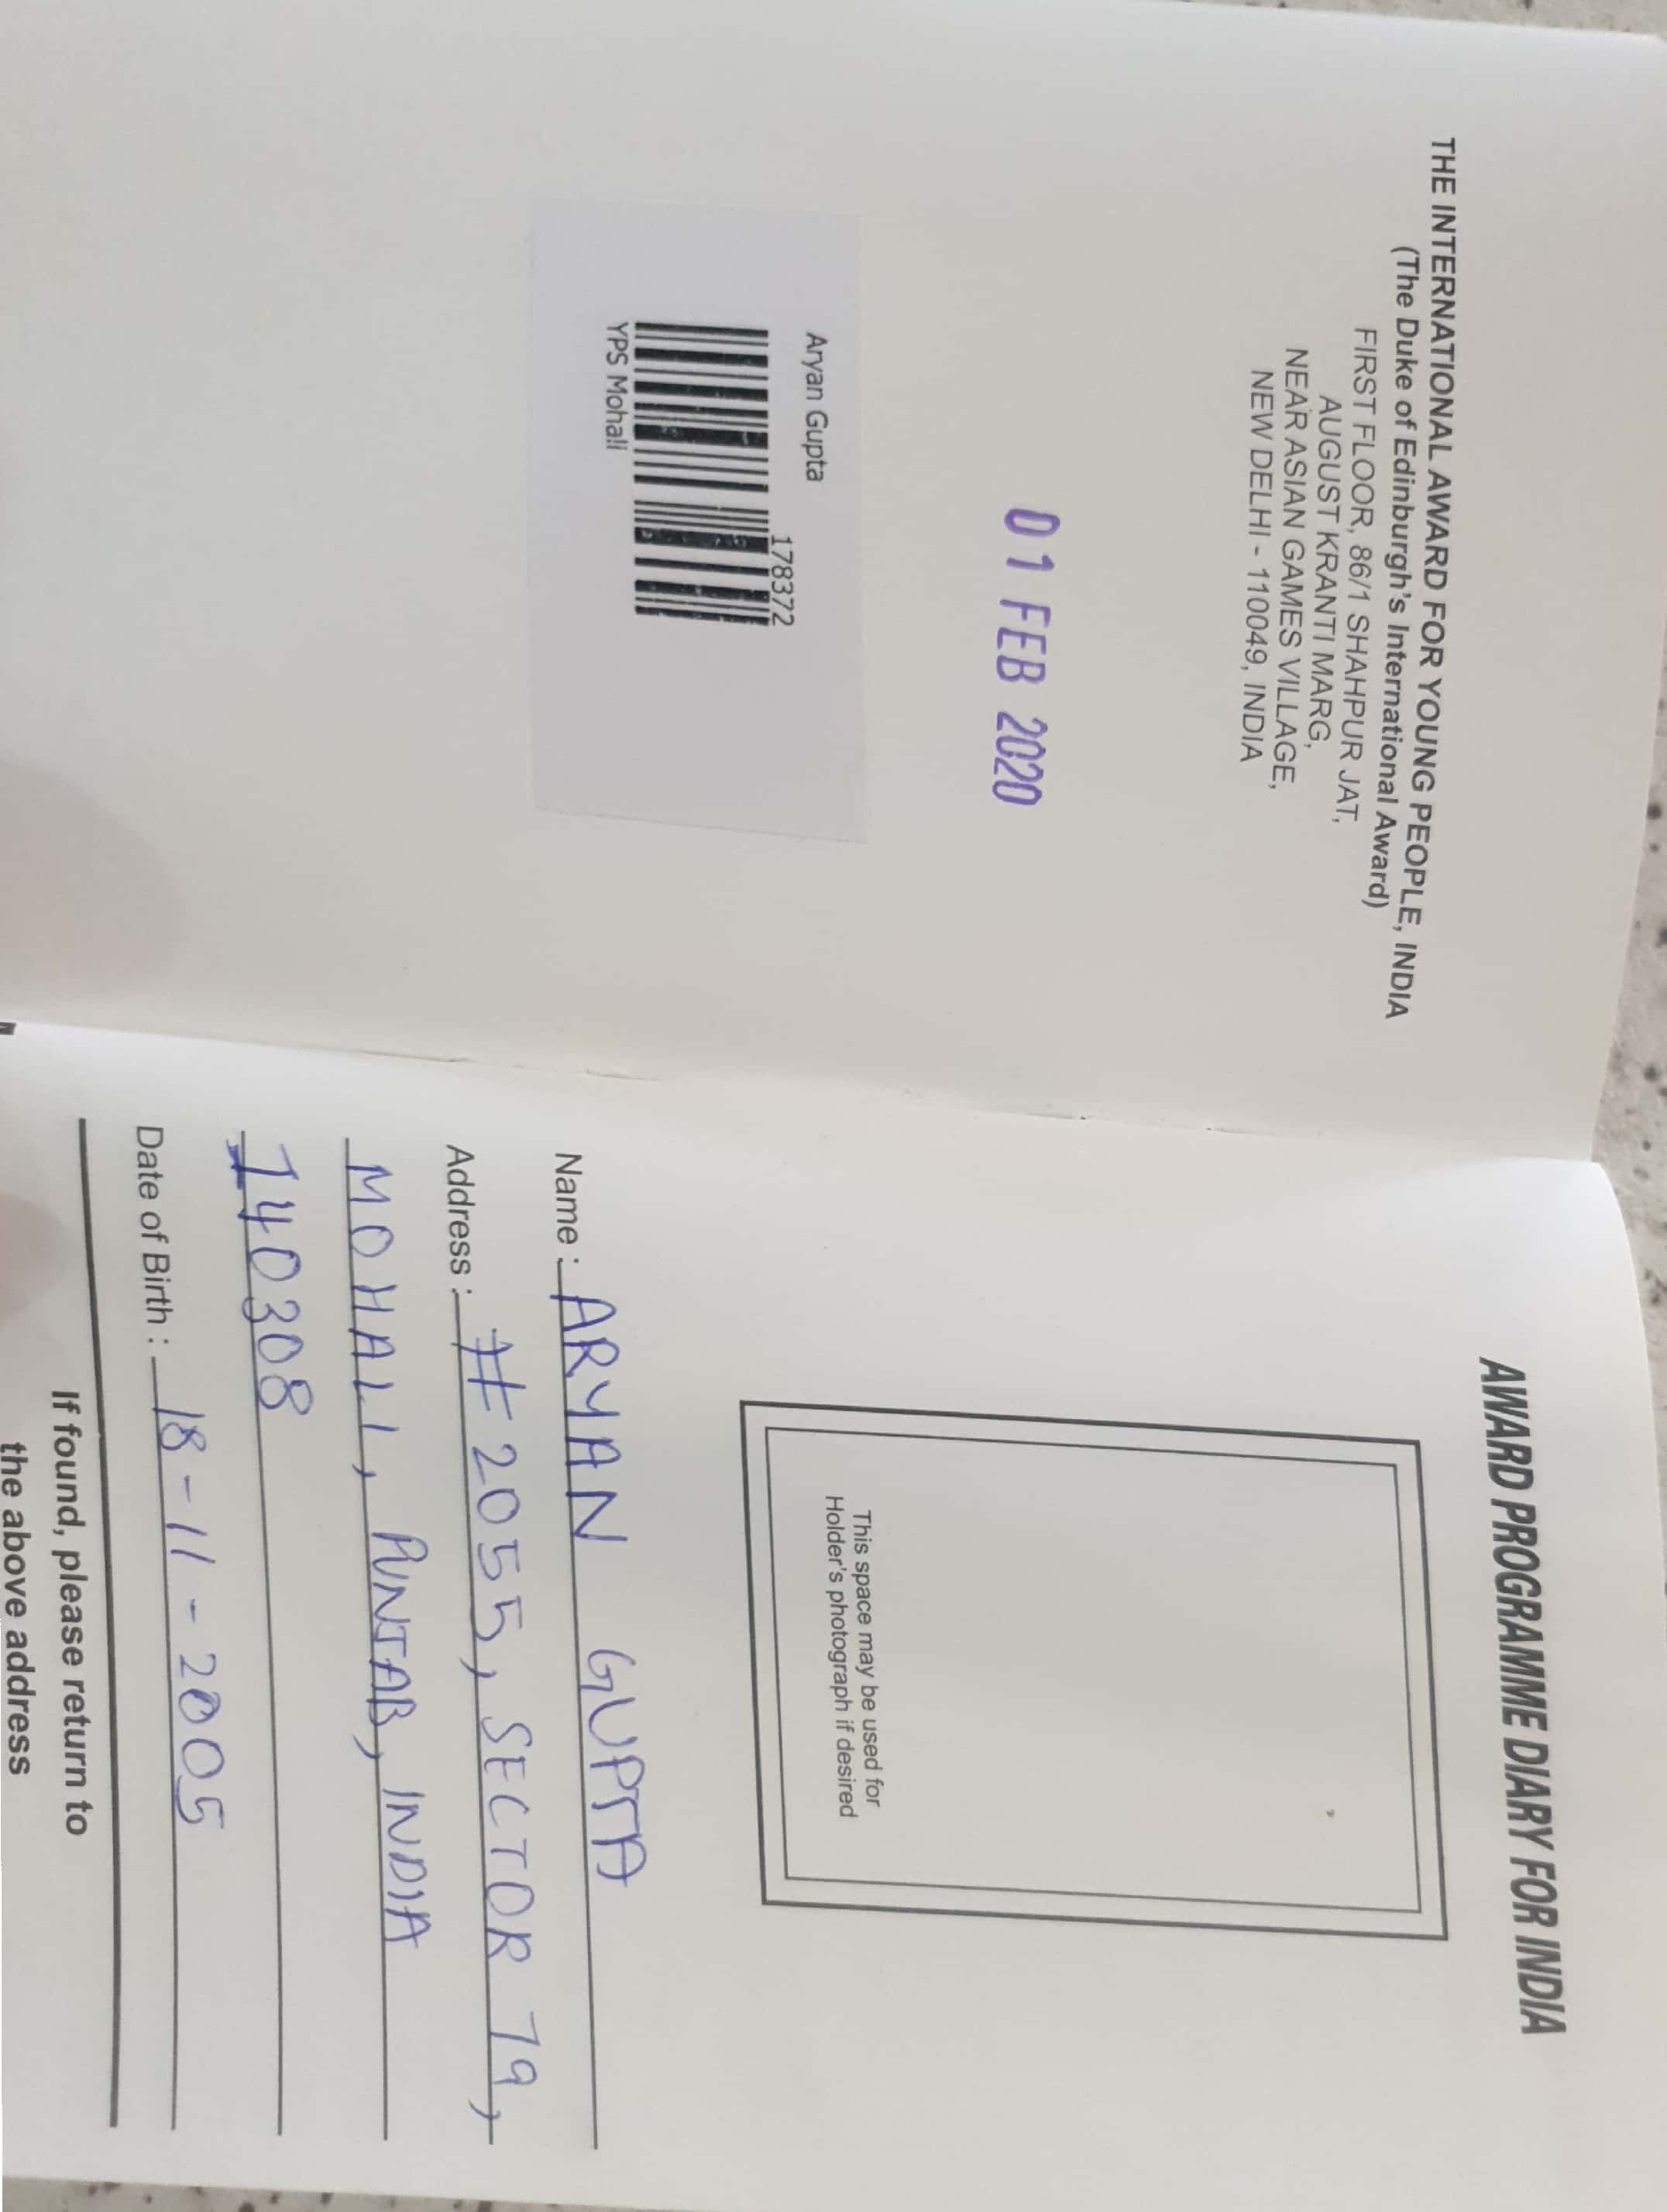 THE INTERNATIONAL AWARD FOR YOUNG PEOPLE, INDIA
(The Duke of Edinburgh's International Award)
FIRST FLOOR, 86/1 SHAHPUR JAT,
AUGUST KRANTI MARG,
NEAR ASIAN GAMES VILLAGE,
NEW DELHI - 110049, INDIA
01 FEB 2020
Aryan Gupta
178372
YPS Mohali
AWARD PROGRAMME DIARY FOR INDIA
This space may be used for
Holder's photograph if desired
Name : ARYAN GUPTA
Address : # 2055, SECTOR 79,
MOHALI, PUNJAB, INDIA
140308
Date of Birth : 18-11-2005
If found, please return to
the above address